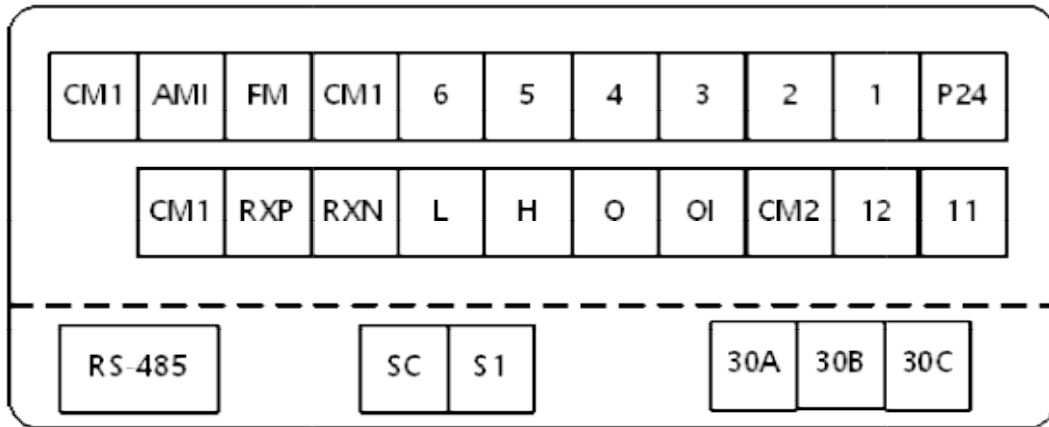 CM1 AMI FM CM1 6 5 4 3 2 1 P24
CM1 RXP RXN L H O OI CM2 12 11
RS-485 SC S1 30A 30B 30C